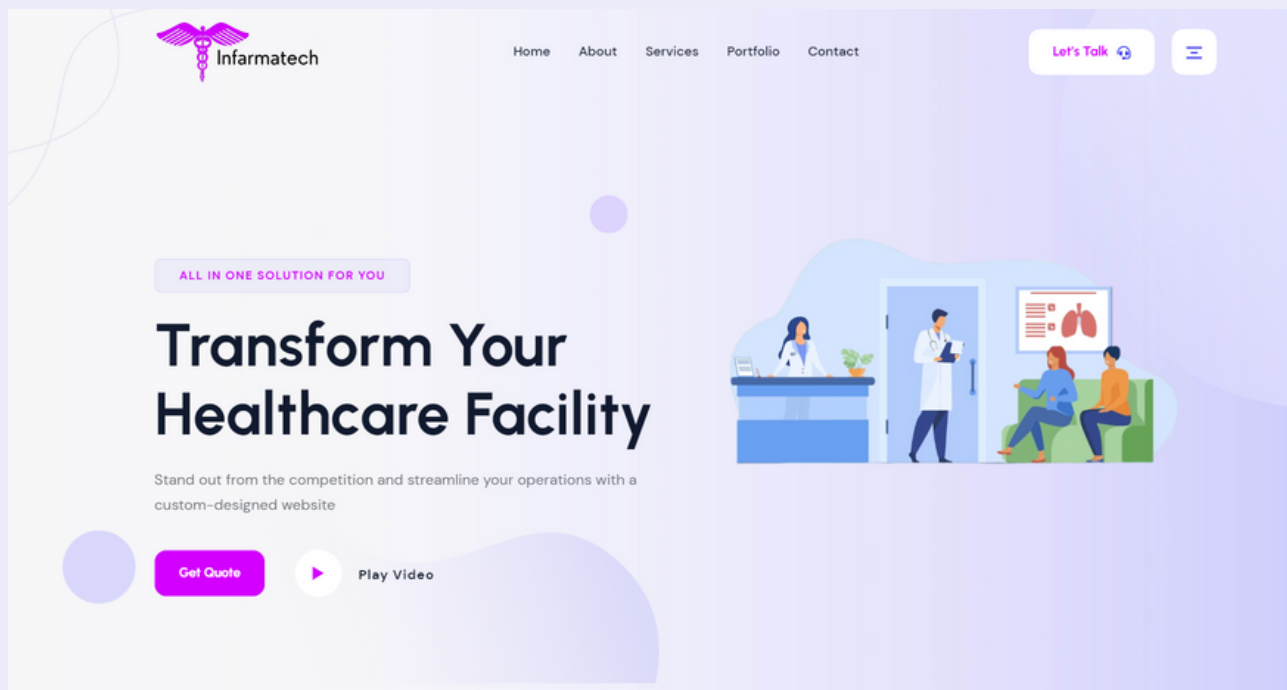 Infarmatech
Home About Services Portfolio Contact
Let's Talk
ALL IN ONE SOLUTION FOR YOU
Transform Your
Healthcare Facility
Stand out from the competition and streamline your operations with a
custom-designed website
Get Quote
Play Video